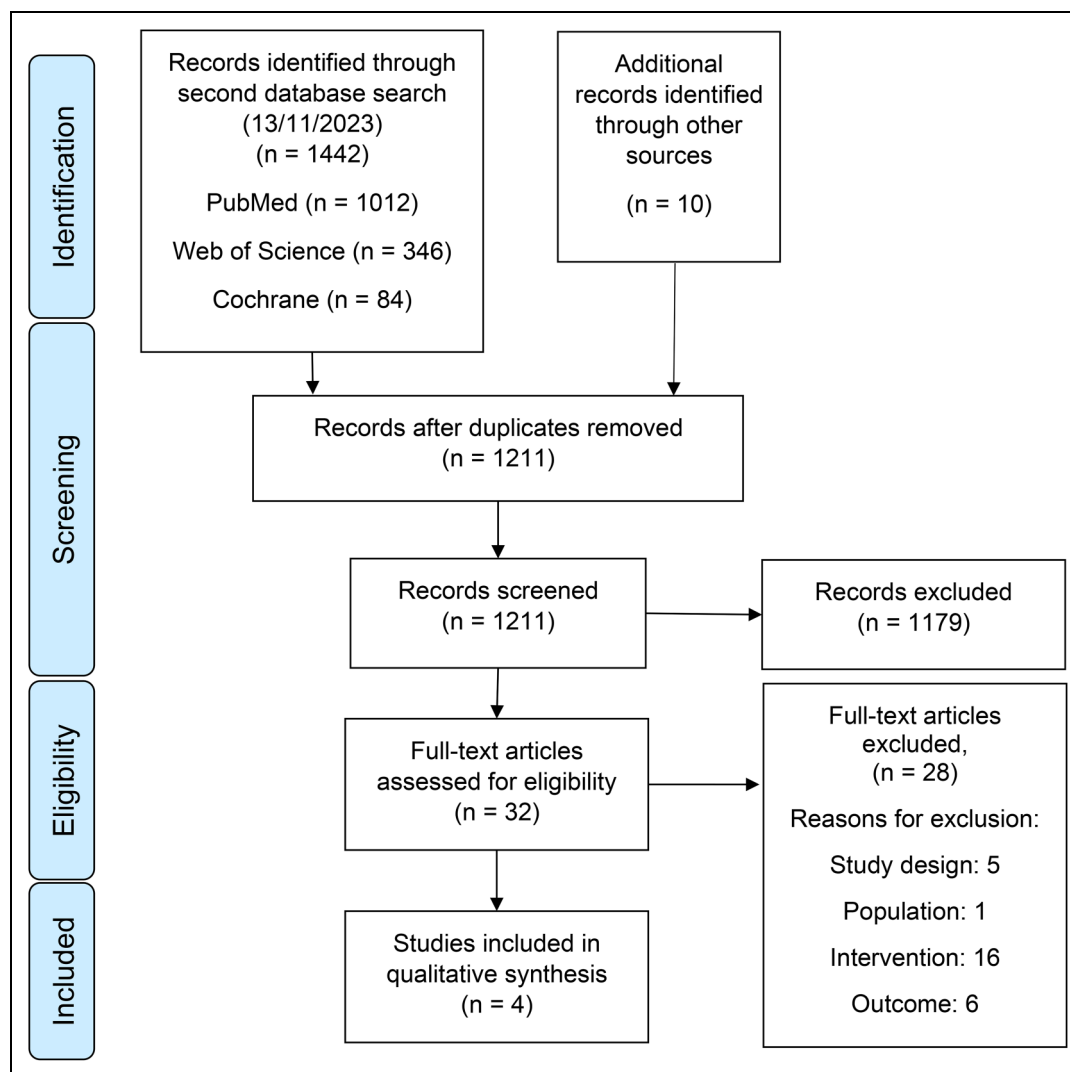 Identification
Records identified through
second database search
(13/11/2023)
(n = 1442)
PubMed (n = 1012)
Web of Science (n = 346)
Cochrane (n = 84)
Additional
records identified
through other
sources
(n = 10)
Screening
Records after duplicates removed
(n = 1211)
Records screened
(n = 1211)
Records excluded
(n = 1179)
Eligibility
Full-text articles
assessed for eligibility
(n = 32)
Full-text articles
excluded,
(n = 28)
Reasons for exclusion:
Study design: 5
Population: 1
Intervention: 16
Outcome: 6
Included
Studies included in
qualitative synthesis
(n = 4)